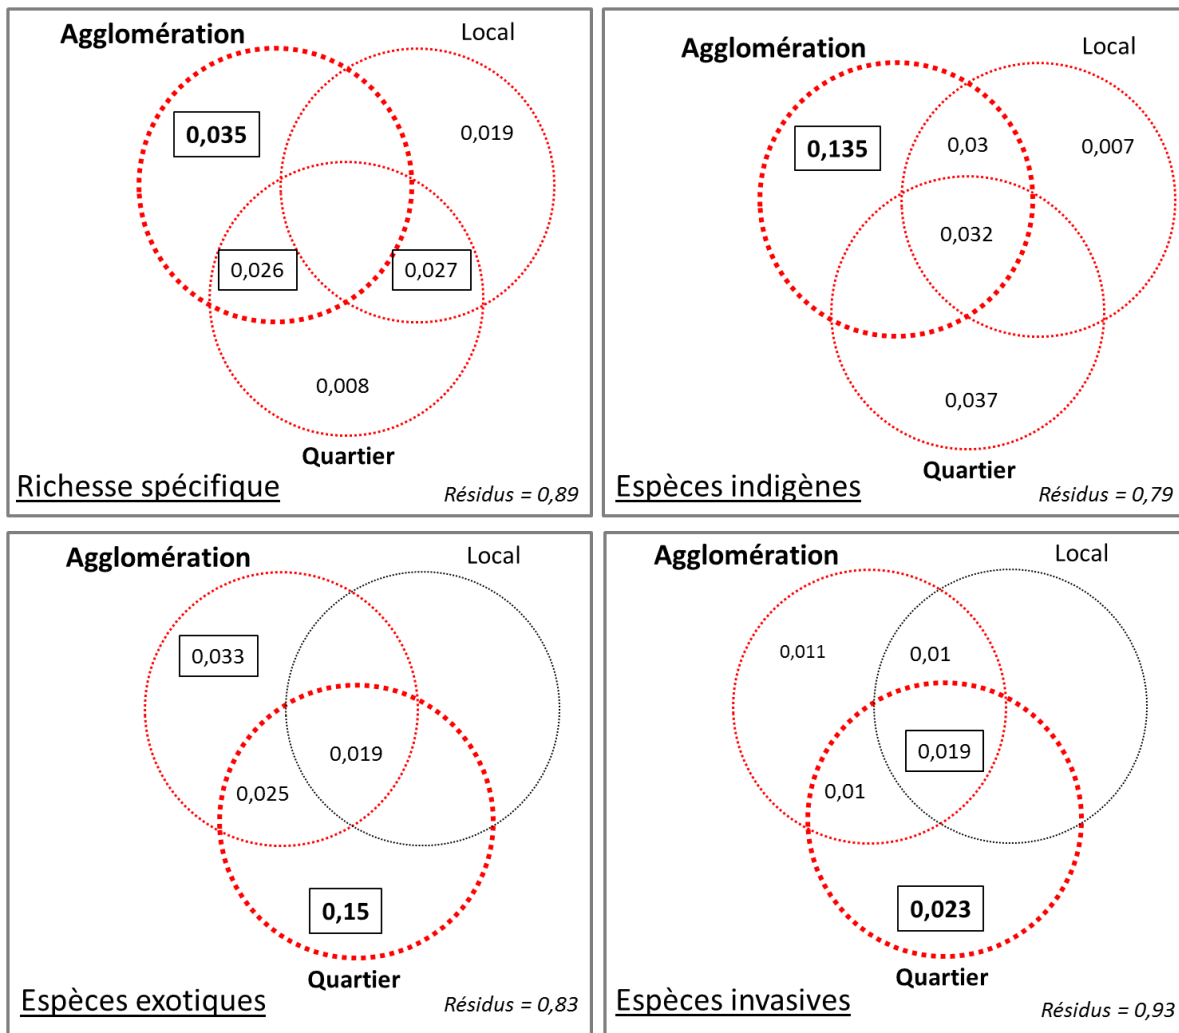 Agglomération
Local
0,035
0,019
0,026
0,027
0,008
Quartier
Richesse spécifique
Résidus = 0,89
Agglomération
Local
0,135
0,03
0,007
0,032
0,037
Quartier
Espèces indigènes
Résidus = 0,79
Agglomération
Local
0,033
0,019
0,025
0,15
Quartier
Espèces exotiques
Résidus = 0,83
Agglomération
Local
0,011
0,01
0,019
0,01
0,023
Quartier
Espèces invasives
Résidus = 0,93